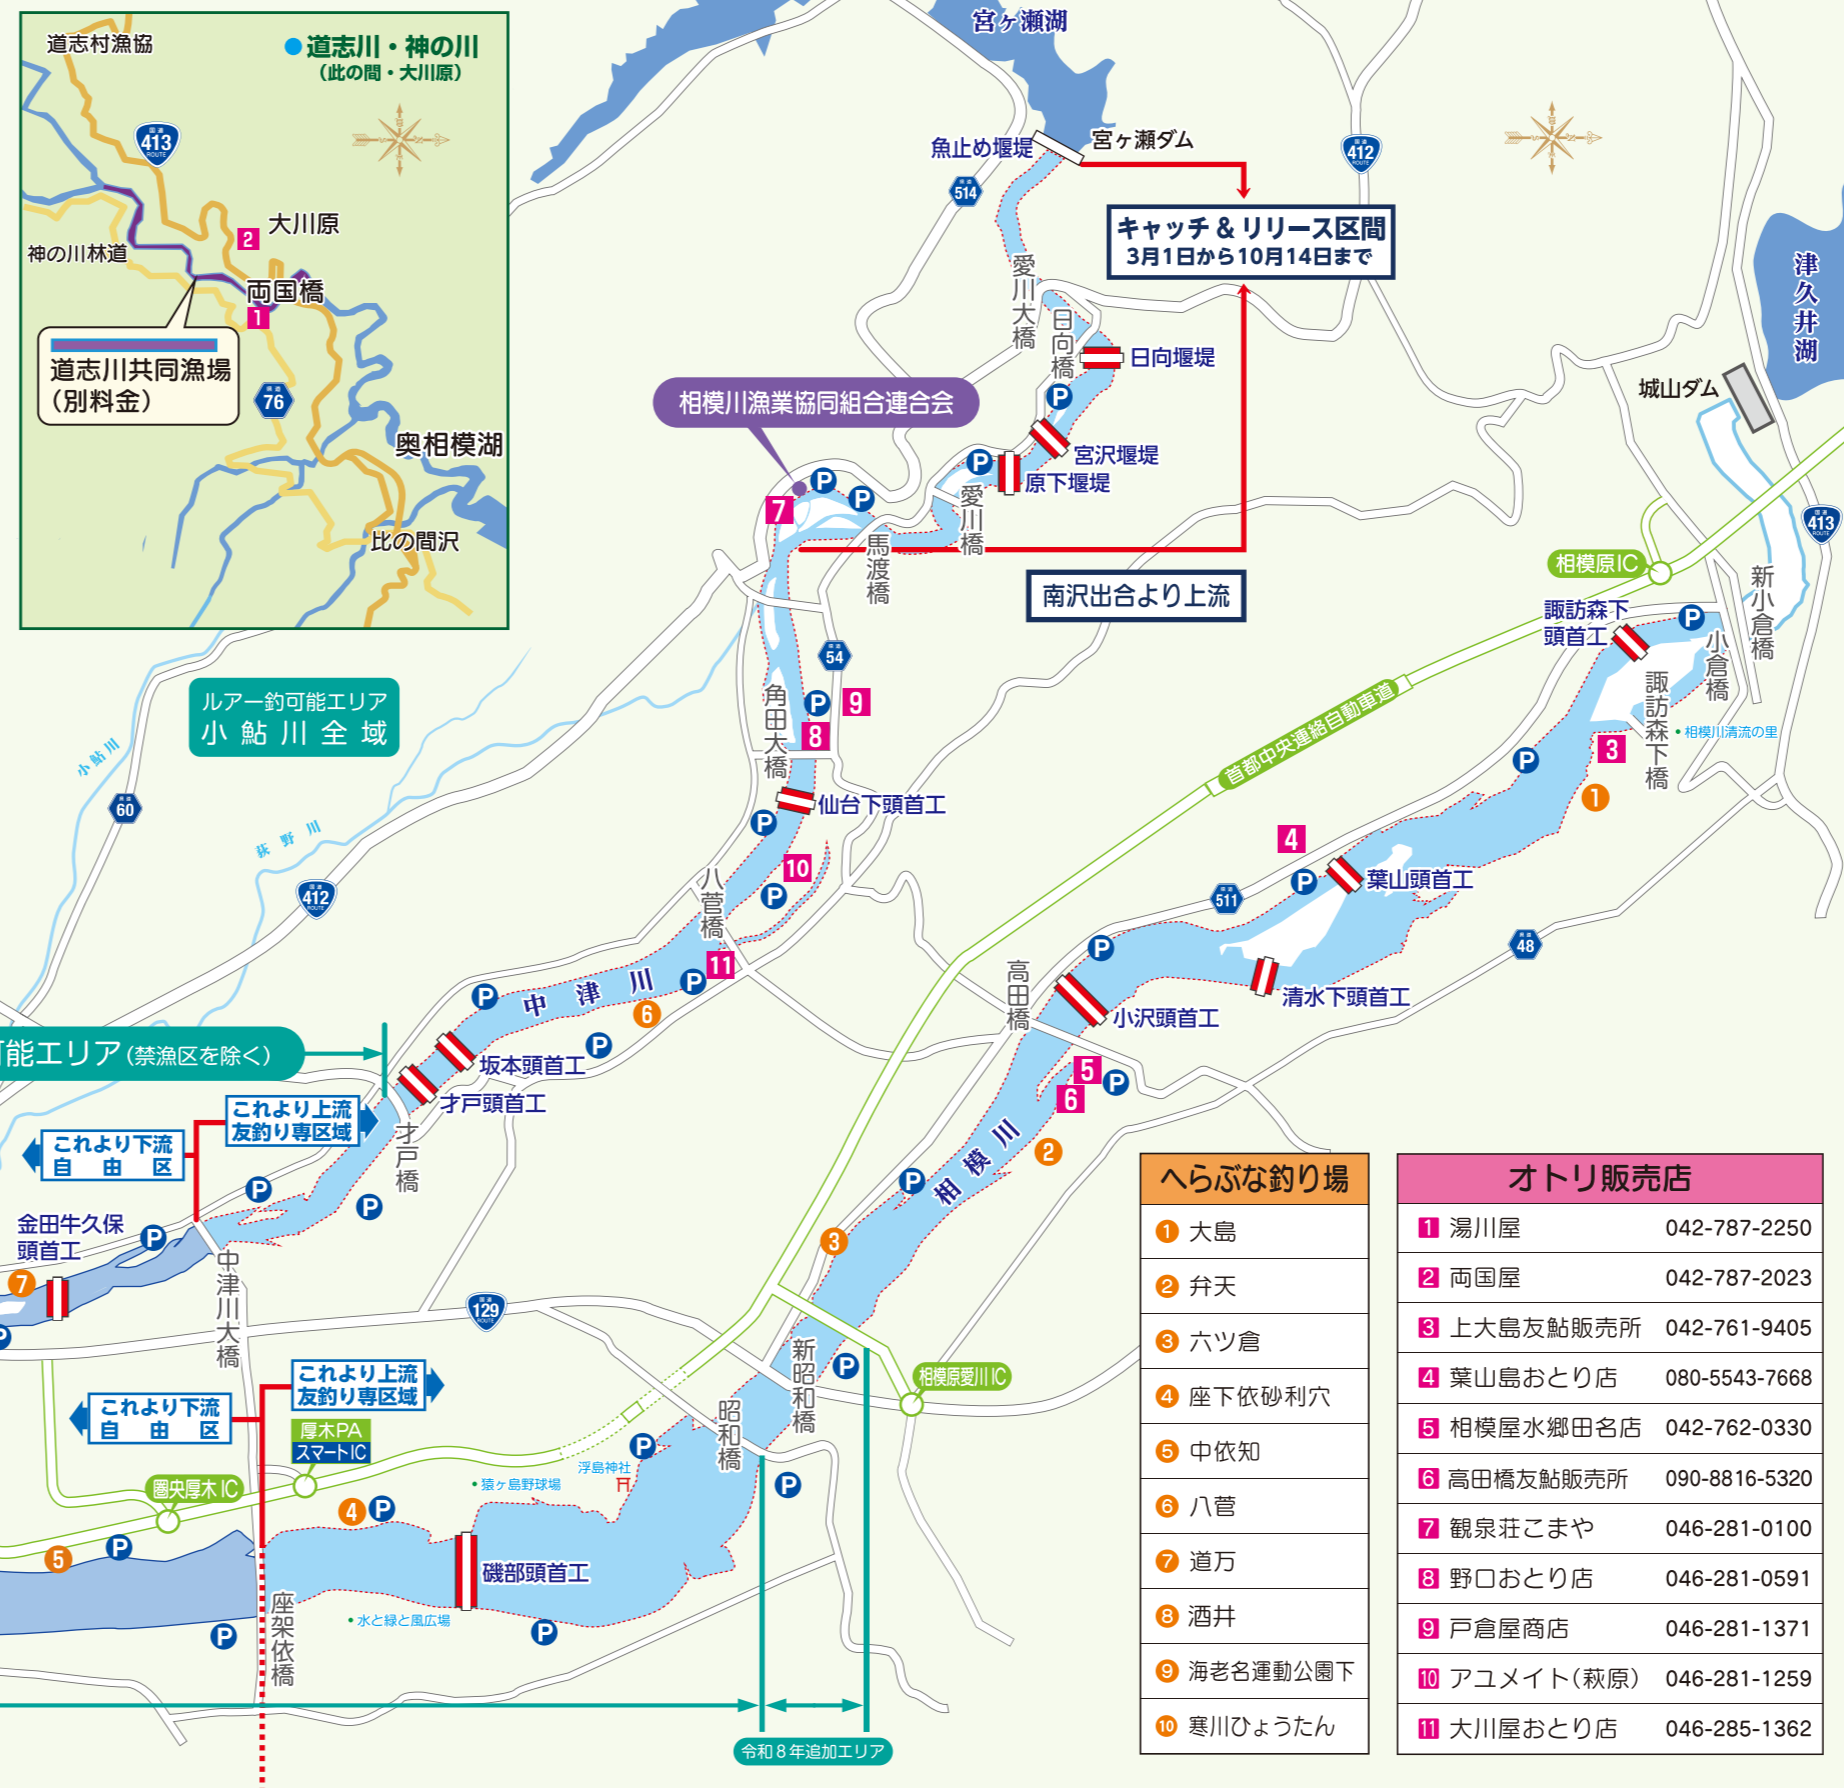 道志村漁協
●道志川・神の川
（此の間・大川原）
国道
413
ROUTE
大川原
2
神の川林道
両国橋
1
道志川共同漁場
（別料金）
県道
76
奥相模湖
比の間沢
宮ヶ瀬湖
魚止め堰堤
宮ヶ瀬ダム
県道
514
国道
412
ROUTE
キャッチ & リリース区間
3月1日から10月14日まで
愛川大橋
日向橋
日向堰堤
P
宮沢堰堤
原下堰堤
P
愛川橋
相模川漁業協同組合連合会
P
P
7
馬渡橋
南沢出合より上流
津久井湖
城山ダム
国道
413
ROUTE
相模原IC
新小倉橋
諏訪森下
頭首工
P
小倉橋
諏訪森下橋
相模川清流の里
3
1
P
首都中央連絡自動車道
4
P
葉山頭首工
県道
511
清水下頭首工
県道
48
P
高田橋
小沢頭首工
5
P
6
2
相模川
P
3
県道
54
角田大橋
P
9
8
仙台下頭首工
P
10
P
八菅橋
11
P
中津川
6
P
P
坂本頭首工
才戸頭首工
才戸橋
ルアー釣可能エリア
小鮎川全域
小鮎川
県道
60
荻野川
国道
412
ROUTE
可能エリア（禁漁区を除く）
これより上流
友釣り専区域
これより下流
自由区
P
P
P
金田牛久保
頭首工
7
P
中津川大橋
国道
129
ROUTE
新昭和橋
P
相模原愛川IC
昭和橋
これより上流
友釣り専区域
これより下流
自由区
厚木PA
スマートIC
圏央厚木IC
猿ヶ島野球場
浮島神社
P
P
4
P
5
P
磯部頭首工
水と緑と風広場
P
P
座架依橋
令和８年追加エリア
へらぶな釣り場
1 大島
2 弁天
3 六ツ倉
4 座下依砂利穴
5 中依知
6 八菅
7 道万
8 酒井
9 海老名運動公園下
10 寒川ひょうたん
オトリ販売店
1 湯川屋 042-787-2250
2 両国屋 042-787-2023
3 上大島友鮎販売所 042-761-9405
4 葉山島おとり店 080-5543-7668
5 相模屋水郷田名店 042-762-0330
6 高田橋友鮎販売所 090-8816-5320
7 観泉荘こまや 046-281-0100
8 野口おとり店 046-281-0591
9 戸倉屋商店 046-281-1371
10 アユメイト（萩原） 046-281-1259
11 大川屋おとり店 046-285-1362